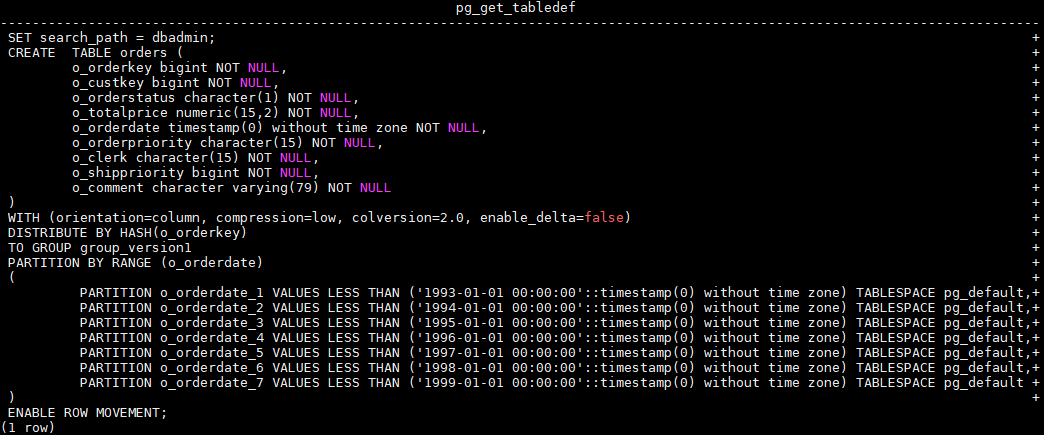 pg_get_tabledef
--------------------------------------------------------------------------------------------------------------------------------
SET search_path = dbadmin; +
CREATE  TABLE orders ( +
o_orderkey bigint NOT NULL, +
o_custkey bigint NOT NULL, +
o_orderstatus character(1) NOT NULL, +
o_totalprice numeric(15,2) NOT NULL, +
o_orderdate timestamp(0) without time zone NOT NULL, +
o_orderpriority character(15) NOT NULL, +
o_clerk character(15) NOT NULL, +
o_shippriority bigint NOT NULL, +
o_comment character varying(79) NOT NULL +
) +
WITH (orientation=column, compression=low, colversion=2.0, enable_delta=false) +
DISTRIBUTE BY HASH(o_orderkey) +
TO GROUP group_version1 +
PARTITION BY RANGE (o_orderdate) +
( +
PARTITION o_orderdate_1 VALUES LESS THAN ('1993-01-01 00:00:00'::timestamp(0) without time zone) TABLESPACE pg_default,+
PARTITION o_orderdate_2 VALUES LESS THAN ('1994-01-01 00:00:00'::timestamp(0) without time zone) TABLESPACE pg_default,+
PARTITION o_orderdate_3 VALUES LESS THAN ('1995-01-01 00:00:00'::timestamp(0) without time zone) TABLESPACE pg_default,+
PARTITION o_orderdate_4 VALUES LESS THAN ('1996-01-01 00:00:00'::timestamp(0) without time zone) TABLESPACE pg_default,+
PARTITION o_orderdate_5 VALUES LESS THAN ('1997-01-01 00:00:00'::timestamp(0) without time zone) TABLESPACE pg_default,+
PARTITION o_orderdate_6 VALUES LESS THAN ('1998-01-01 00:00:00'::timestamp(0) without time zone) TABLESPACE pg_default,+
PARTITION o_orderdate_7 VALUES LESS THAN ('1999-01-01 00:00:00'::timestamp(0) without time zone) TABLESPACE pg_default +
) +
ENABLE ROW MOVEMENT;
(1 row)